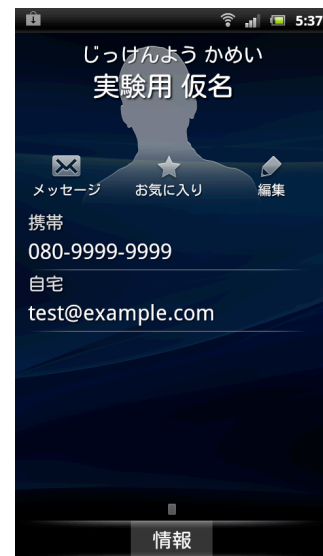 5:37
じっけんよう かめい
実験用 仮名
メッセージ お気に入り 編集
携帯
080-9999-9999
自宅
test@example.com
情報